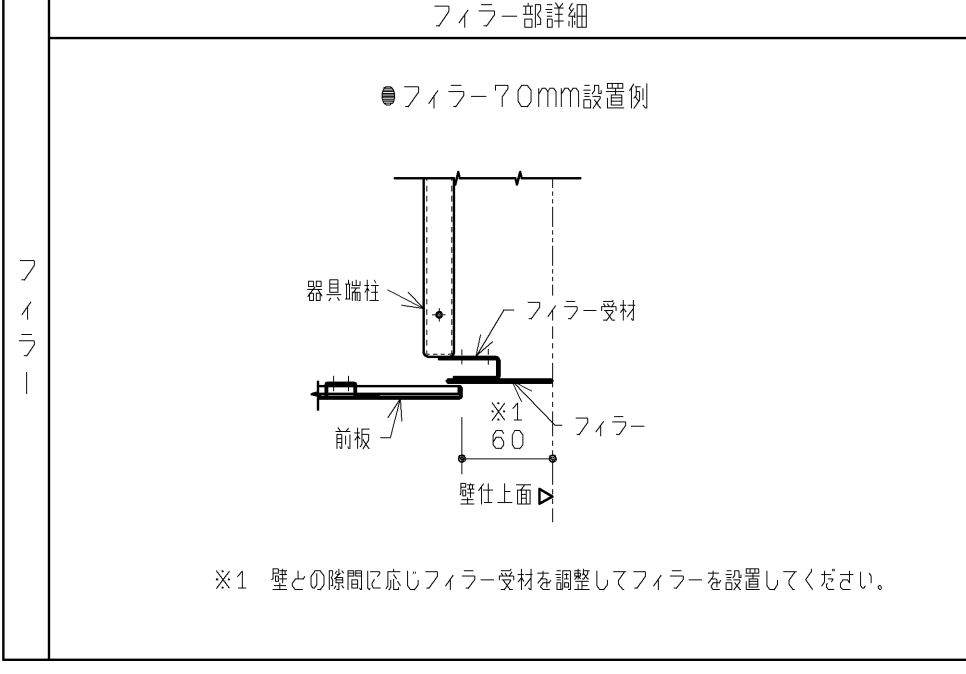 フィラー部詳細
フィラー
●フィラー70mm設置例
器具端柱
フィラー受材
前板
※1
60
フィラー
壁仕上面
※1 壁との隙間に応じフィラー受材を調整してフィラーを設置してください。